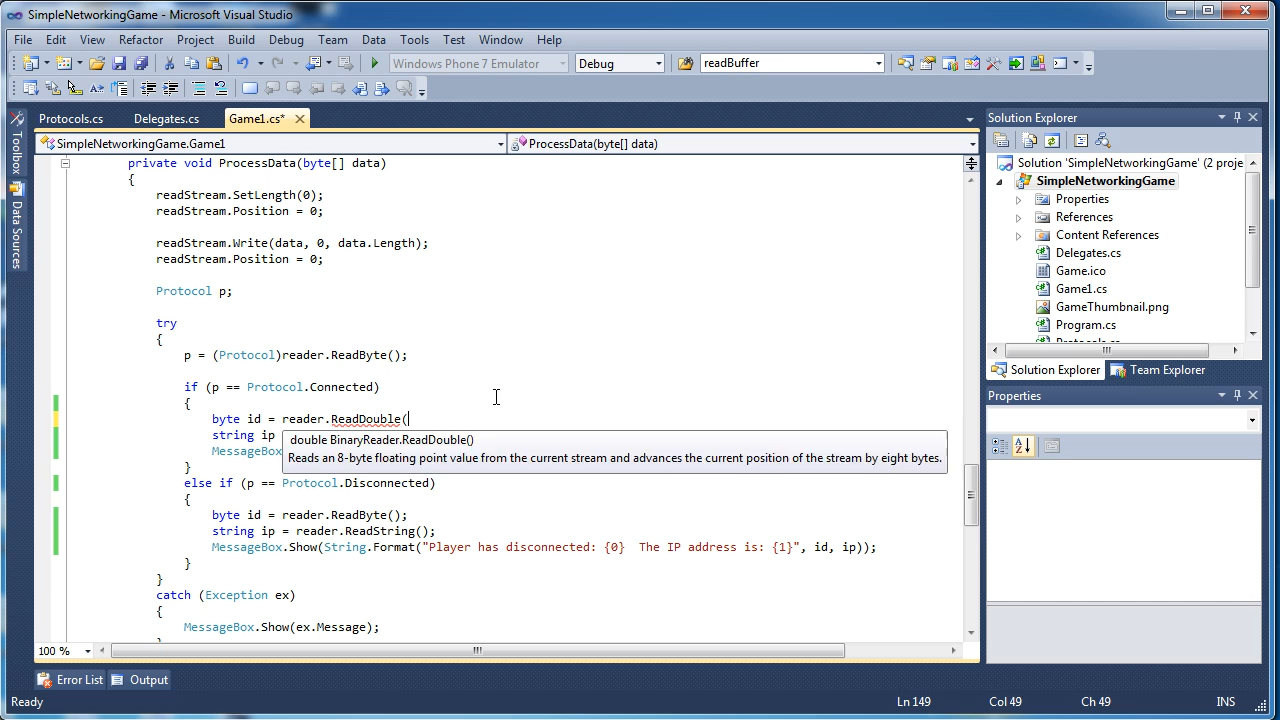 SimpleNetworkingGame - Microsoft Visual Studio
File Edit View Refactor Project Build Debug Team Data Tools Test Window Help
Windows Phone 7 Emulator Debug readBuffer
Protocols.cs Delegates.cs Game1.cs*
SimpleNetworkingGame.Game1 ProcessData(byte[] data)
Toolbox
Data Sources
private void ProcessData(byte[] data)
{
readStream.SetLength(0);
readStream.Position = 0;
readStream.Write(data, 0, data.Length);
readStream.Position = 0;
Protocol p;
try
{
p = (Protocol)reader.ReadByte();
if (p == Protocol.Connected)
{
byte id = reader.ReadDouble(
string ip
MessageBox
double BinaryReader.ReadDouble()
Reads an 8-byte floating point value from the current stream and advances the current position of the stream by eight bytes.
}
else if (p == Protocol.Disconnected)
{
byte id = reader.ReadByte();
string ip = reader.ReadString();
MessageBox.Show(String.Format("Player has disconnected: {0}  The IP address is: {1}", id, ip));
}
}
catch (Exception ex)
{
MessageBox.Show(ex.Message);
100 %
Error List Output
Ready Ln 149 Col 49 Ch 49 INS
Solution Explorer
Solution 'SimpleNetworkingGame' (2 proje
SimpleNetworkingGame
Properties
References
Content References
Delegates.cs
Game.ico
Game1.cs
GameThumbnail.png
Program.cs
Protocols.cs
Solution Explorer Team Explorer
Properties